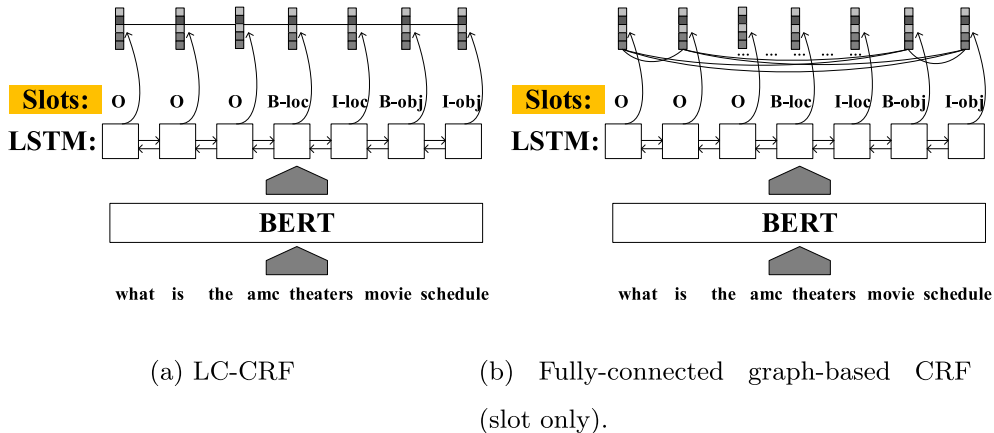 Slots: O O O B-loc I-loc B-obj I-obj
LSTM:
BERT
what is the amc theaters movie schedule
(a) LC-CRF
... ... ... ... ...
Slots: O O O B-loc I-loc B-obj I-obj
LSTM:
BERT
what is the amc theaters movie schedule
(b) Fully-connected graph-based CRF
(slot only).